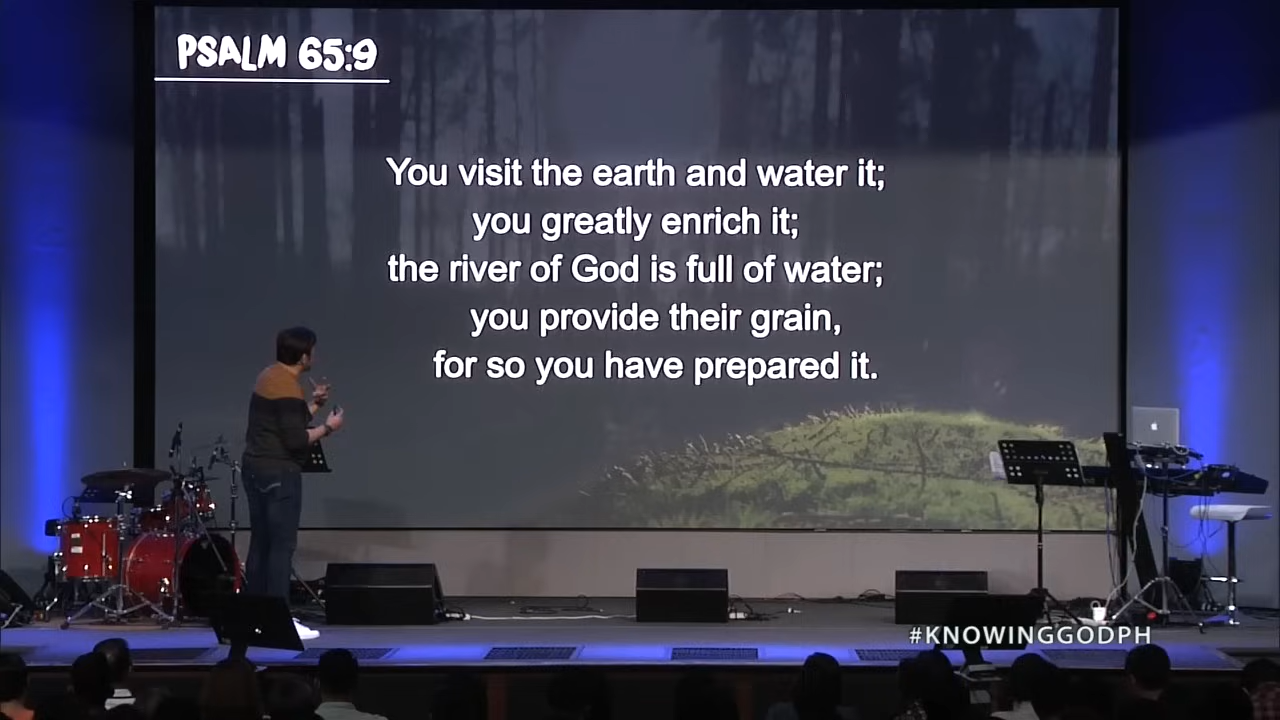 PSALM 65:9
You visit the earth and water it;
you greatly enrich it;
the river of God is full of water;
you provide their grain,
for so you have prepared it.
#KNOWINGGODPH